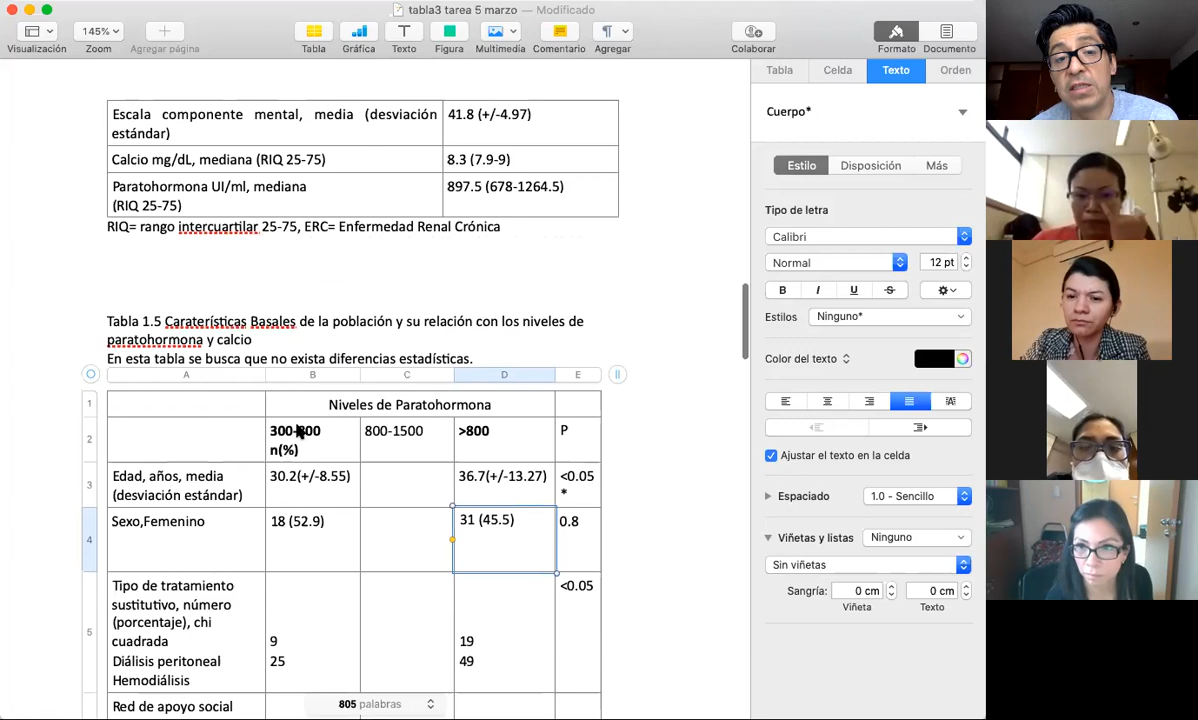 tabla3 tarea 5 marzo — Modificado
145%
Visualización Zoom Agregar página Tabla Gráfica Texto Figura Multimedia Comentario Agregar Colaborar Formato Documento
Escala componente mental, media (desviación estándar) 41.8 (+/-4.97)
Calcio mg/dL, mediana (RIQ 25-75) 8.3 (7.9-9)
Paratohormona UI/ml, mediana (RIQ 25-75) 897.5 (678-1264.5)
RIQ= rango intercuartilar 25-75, ERC= Enfermedad Renal Crónica
Tabla 1.5 Caraterísticas Basales de la población y su relación con los niveles de
paratohormona y calcio
En esta tabla se busca que no exista diferencias estadísticas.
A B C D E
1 Niveles de Paratohormona
2 300-800 n(%) 800-1500 >800 P
3 Edad, años, media (desviación estándar) 30.2(+/-8.55) 36.7(+/-13.27) <0.05 *
4 Sexo,Femenino 18 (52.9) 31 (45.5) 0.8
5 Tipo de tratamiento sustitutivo, número (porcentaje), chi cuadrada <0.05
Diálisis peritoneal 9 19
Hemodiálisis 25 49
Red de apoyo social
805 palabras
Tabla Celda Texto Orden
Cuerpo*
Estilo Disposición Más
Tipo de letra
Calibri
Normal 12 pt
B I U S
Estilos Ninguno*
Color del texto
Ajustar el texto en la celda
Espaciado 1.0 - Sencillo
Viñetas y listas Ninguno
Sin viñetas
Sangría: 0 cm 0 cm
Viñeta Texto